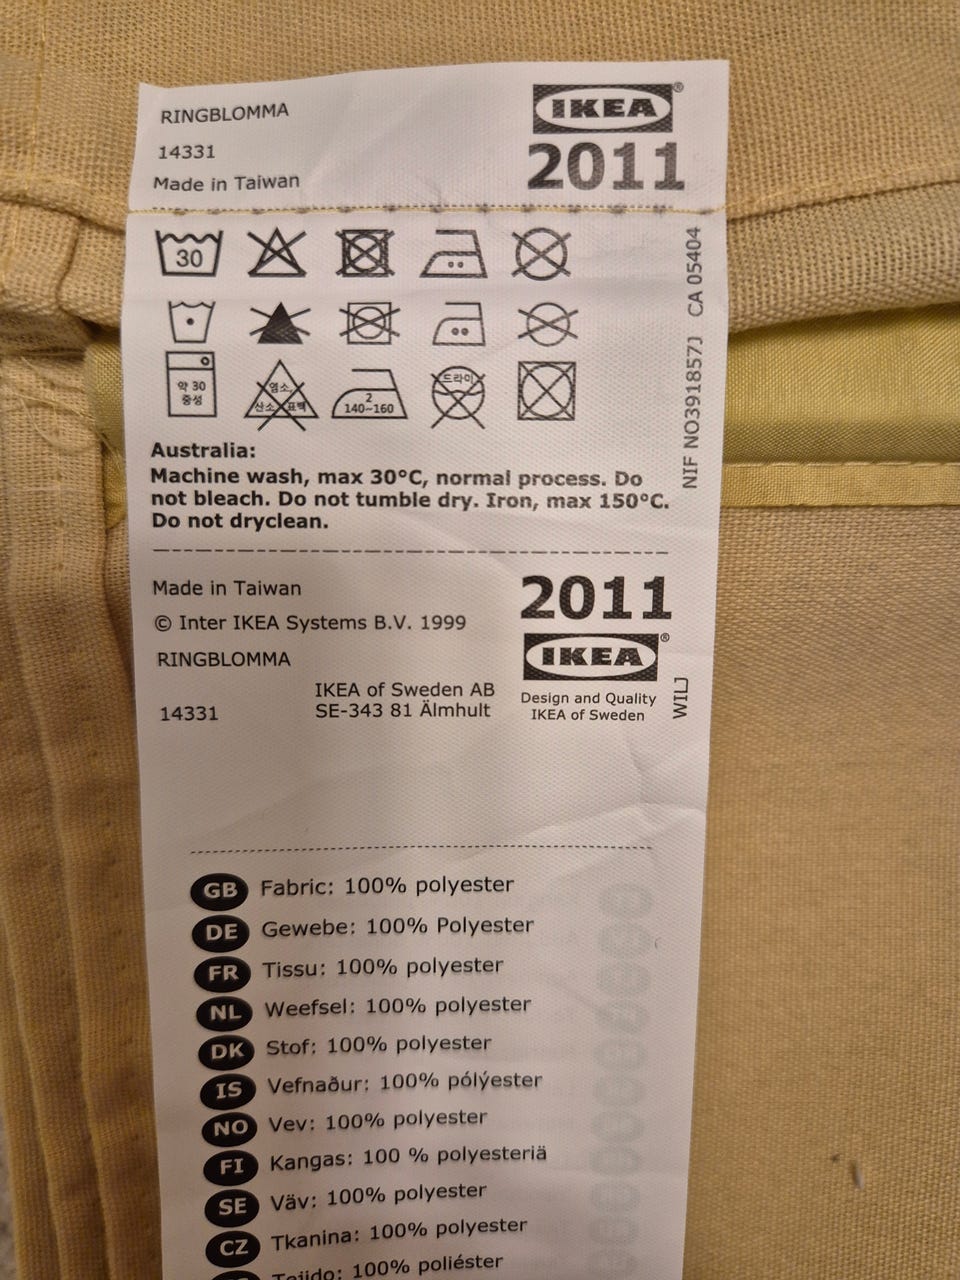 RINGBLOMMA
14331
Made in Taiwan
IKEA®
2011
30
약 30
중성
염소
산소 표백
2
140~160
드라이
NIF NO391857J CA 05404
Australia:
Machine wash, max 30°C, normal process. Do
not bleach. Do not tumble dry. Iron, max 150°C.
Do not dryclean.
Made in Taiwan
© Inter IKEA Systems B.V. 1999
RINGBLOMMA
14331
IKEA of Sweden AB
SE-343 81 Älmhult
2011
IKEA®
Design and Quality
IKEA of Sweden
WILJ
GB Fabric: 100% polyester
DE Gewebe: 100% Polyester
FR Tissu: 100% polyester
NL Weefsel: 100% polyester
DK Stof: 100% polyester
IS Vefnaður: 100% pólýester
NO Vev: 100% polyester
FI Kangas: 100 % polyesteriä
SE Väv: 100% polyester
CZ Tkanina: 100% polyester
Tejido: 100% poliéster